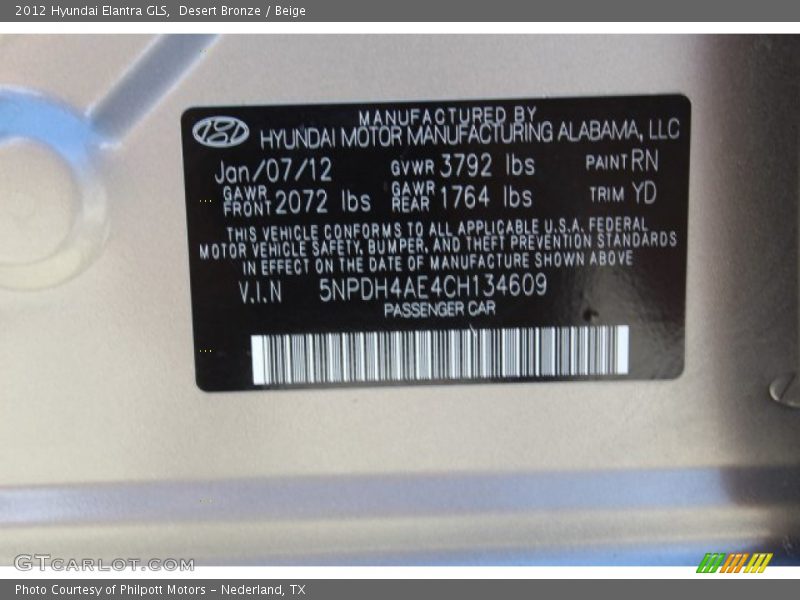 2012 Hyundai Elantra GLS, Desert Bronze / Beige
MANUFACTURED BY
HYUNDAI MOTOR MANUFACTURING ALABAMA, LLC
Jan/07/12 GVWR 3792 lbs PAINT RN
GAWR FRONT 2072 lbs GAWR REAR 1764 lbs TRIM YD
THIS VEHICLE CONFORMS TO ALL APPLICABLE U.S.A. FEDERAL
MOTOR VEHICLE SAFETY, BUMPER, AND THEFT PREVENTION STANDARDS
IN EFFECT ON THE DATE OF MANUFACTURE SHOWN ABOVE
V.I.N 5NPDH4AE4CH134609
PASSENGER CAR
GTcarlot.com
Photo Courtesy of Philpott Motors - Nederland, TX